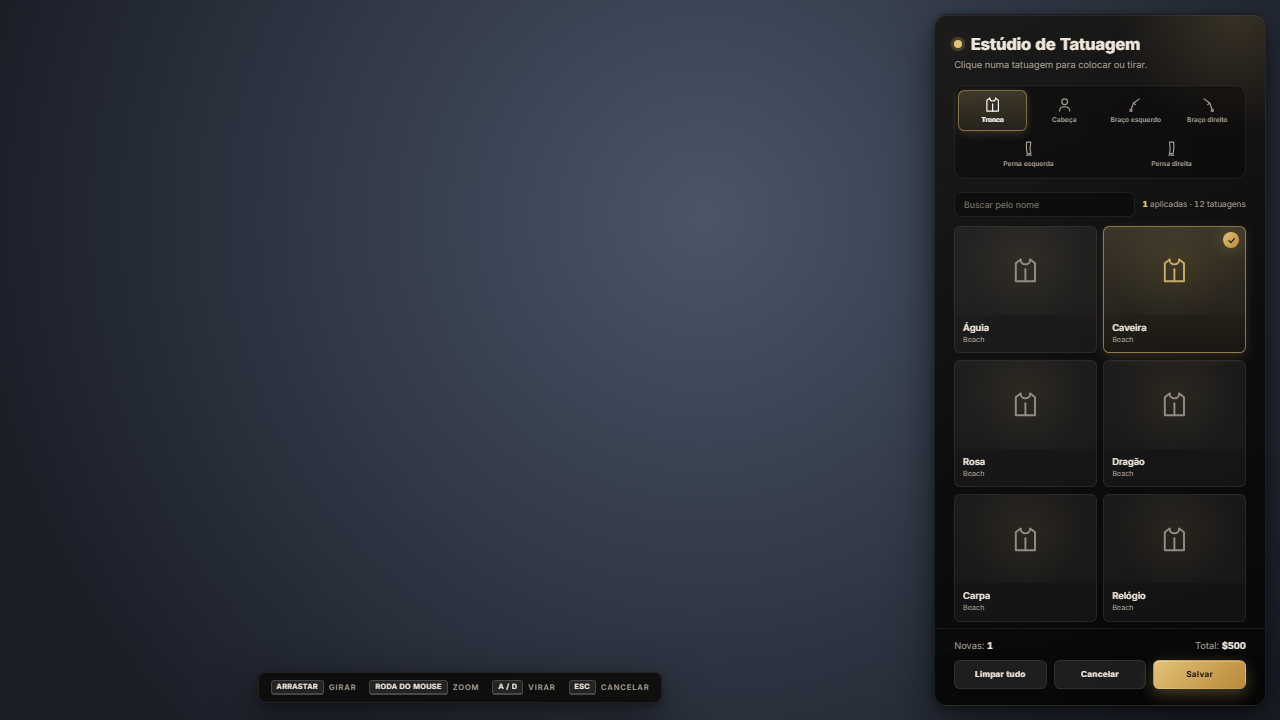 Estúdio de Tatuagem
Clique numa tatuagem para colocar ou tirar.
Tronco Cabeça Braço esquerdo Braço direito
Perna esquerda Perna direita
Buscar pelo nome 1 aplicadas · 12 tatuagens
Águia Caveira
Beach Beach
Rosa Dragão
Beach Beach
Carpa Relógio
Beach Beach
Novas: 1 Total: $500
Limpar tudo Cancelar Salvar
ARRASTAR GIRAR RODA DO MOUSE ZOOM A / D VIRAR ESC CANCELAR